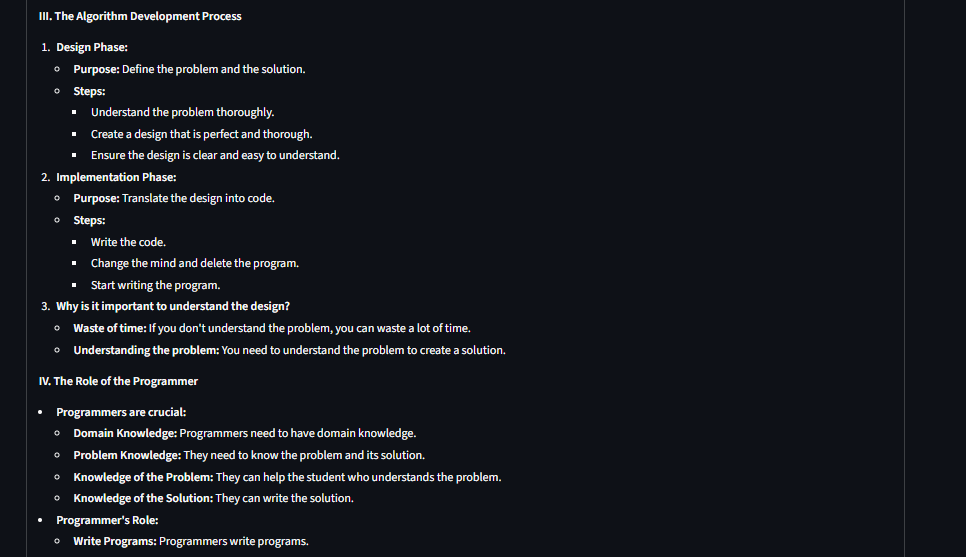 III. The Algorithm Development Process
1. Design Phase:
Purpose: Define the problem and the solution.
Steps:
Understand the problem thoroughly.
Create a design that is perfect and thorough.
Ensure the design is clear and easy to understand.
2. Implementation Phase:
Purpose: Translate the design into code.
Steps:
Write the code.
Change the mind and delete the program.
Start writing the program.
3. Why is it important to understand the design?
Waste of time: If you don't understand the problem, you can waste a lot of time.
Understanding the problem: You need to understand the problem to create a solution.
IV. The Role of the Programmer
Programmers are crucial:
Domain Knowledge: Programmers need to have domain knowledge.
Problem Knowledge: They need to know the problem and its solution.
Knowledge of the Problem: They can help the student who understands the problem.
Knowledge of the Solution: They can write the solution.
Programmer's Role:
Write Programs: Programmers write programs.